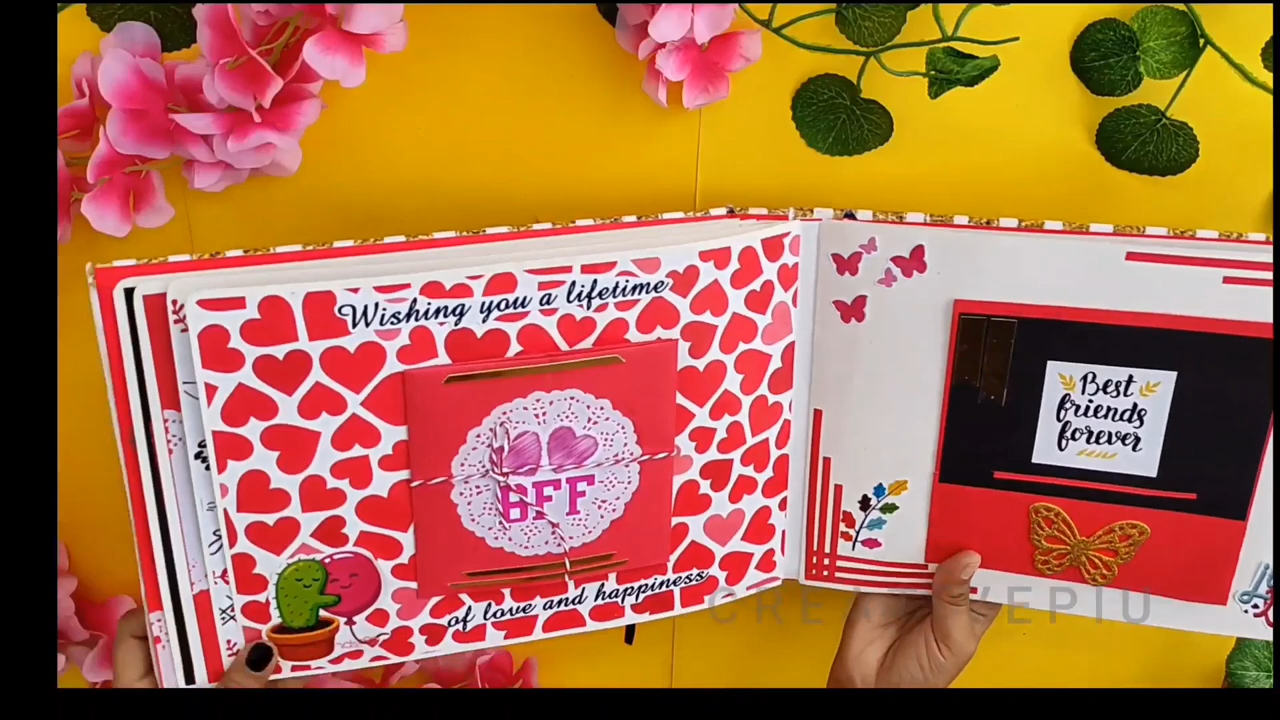 Wishing you a lifetime
BFF
of love and happiness
Best
friends
forever